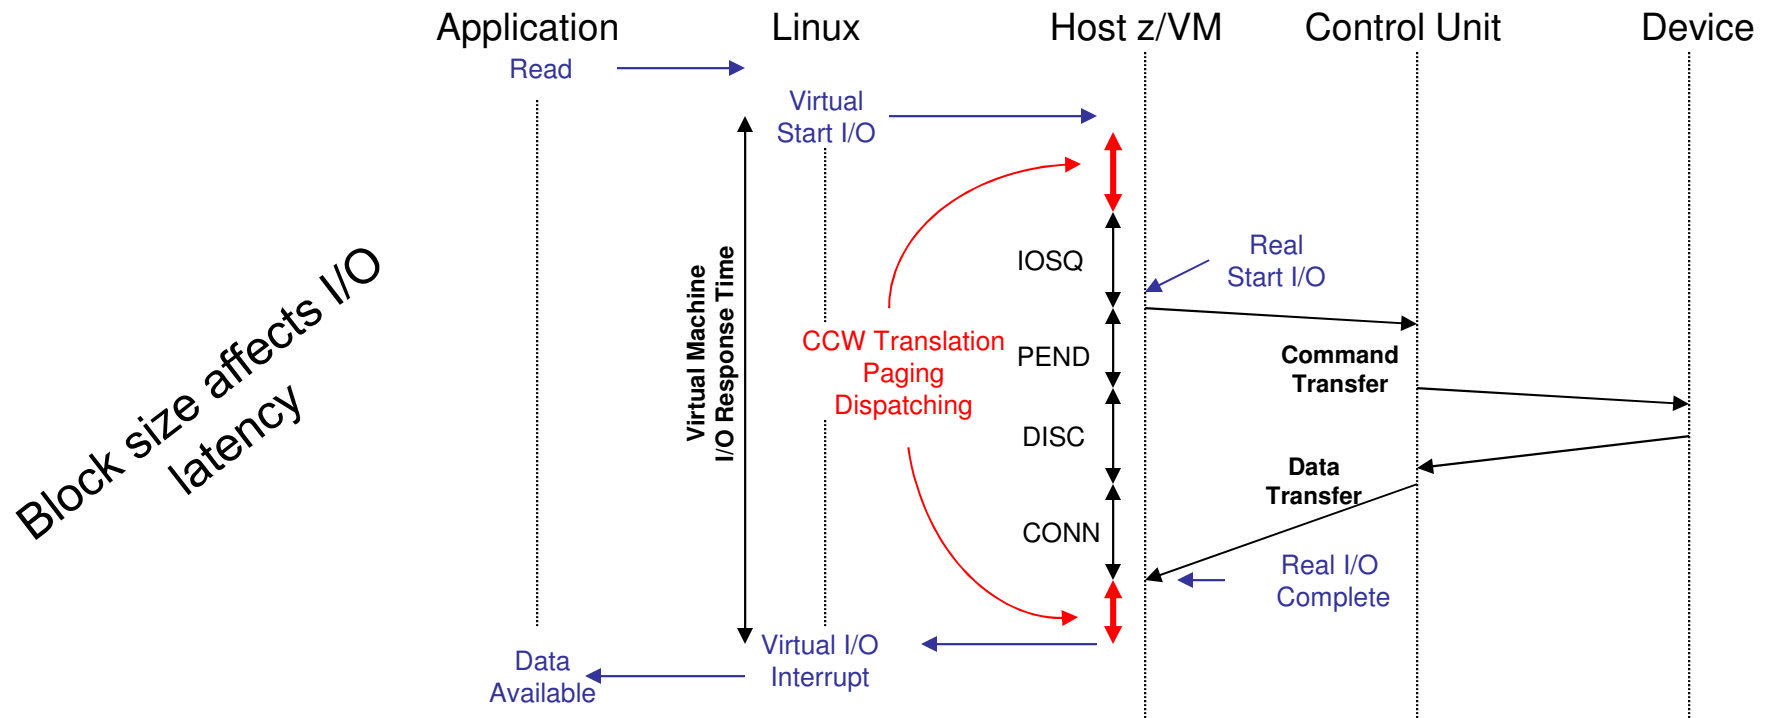 Application
Linux
Host z/VM
Control Unit
Device
Read
Virtual
Start I/O
IOSQ
Real
Start I/O
Virtual Machine
I/O Response Time
Block size affects I/O
latency
CCW Translation
Paging
Dispatching
PEND
Command
Transfer
DISC
Data
Transfer
CONN
Real I/O
Complete
Virtual I/O
Interrupt
Data
Available